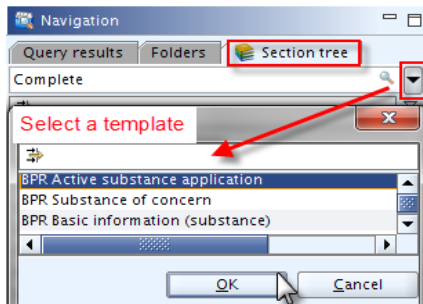 Navigation
Query results Folders Section tree
Complete
Select a template
BPR Active substance application
BPR Substance of concern
BPR Basic information (substance)
OK Cancel